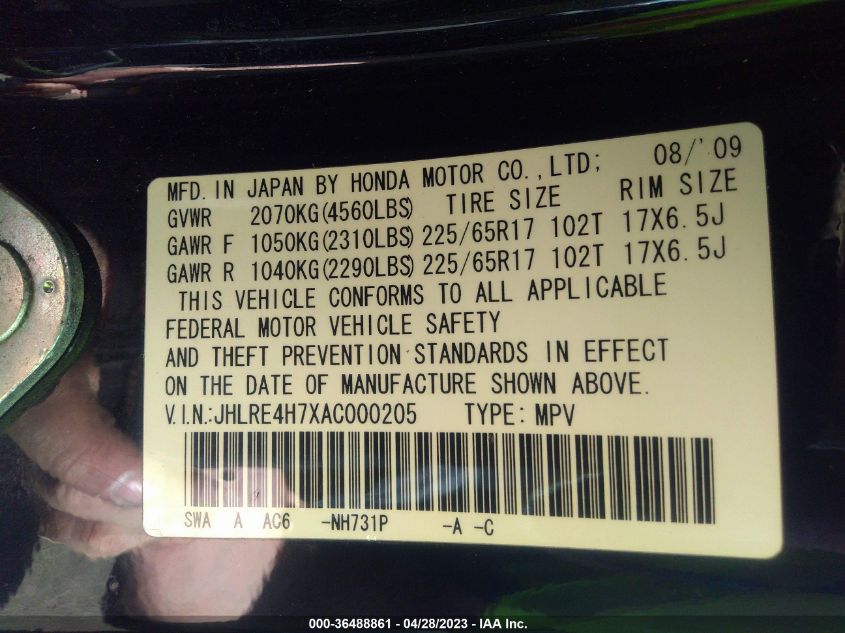 MFD. IN JAPAN BY HONDA MOTOR CO.,LTD; 08/'09
GVWR 2070KG(4560LBS) TIRE SIZE RIM SIZE
GAWR F 1050KG(2310LBS) 225/65R17 102T 17X6.5J
GAWR R 1040KG(2290LBS) 225/65R17 102T 17X6.5J
THIS VEHICLE CONFORMS TO ALL APPLICABLE
FEDERAL MOTOR VEHICLE SAFETY
AND THEFT PREVENTION STANDARDS IN EFFECT
ON THE DATE OF MANUFACTURE SHOWN ABOVE.
V.I.N.:JHLRE4H7XAC000205 TYPE: MPV
SWA A AC6 -NH731P -A -C
000-36488861 - 04/28/2023 - IAA Inc.